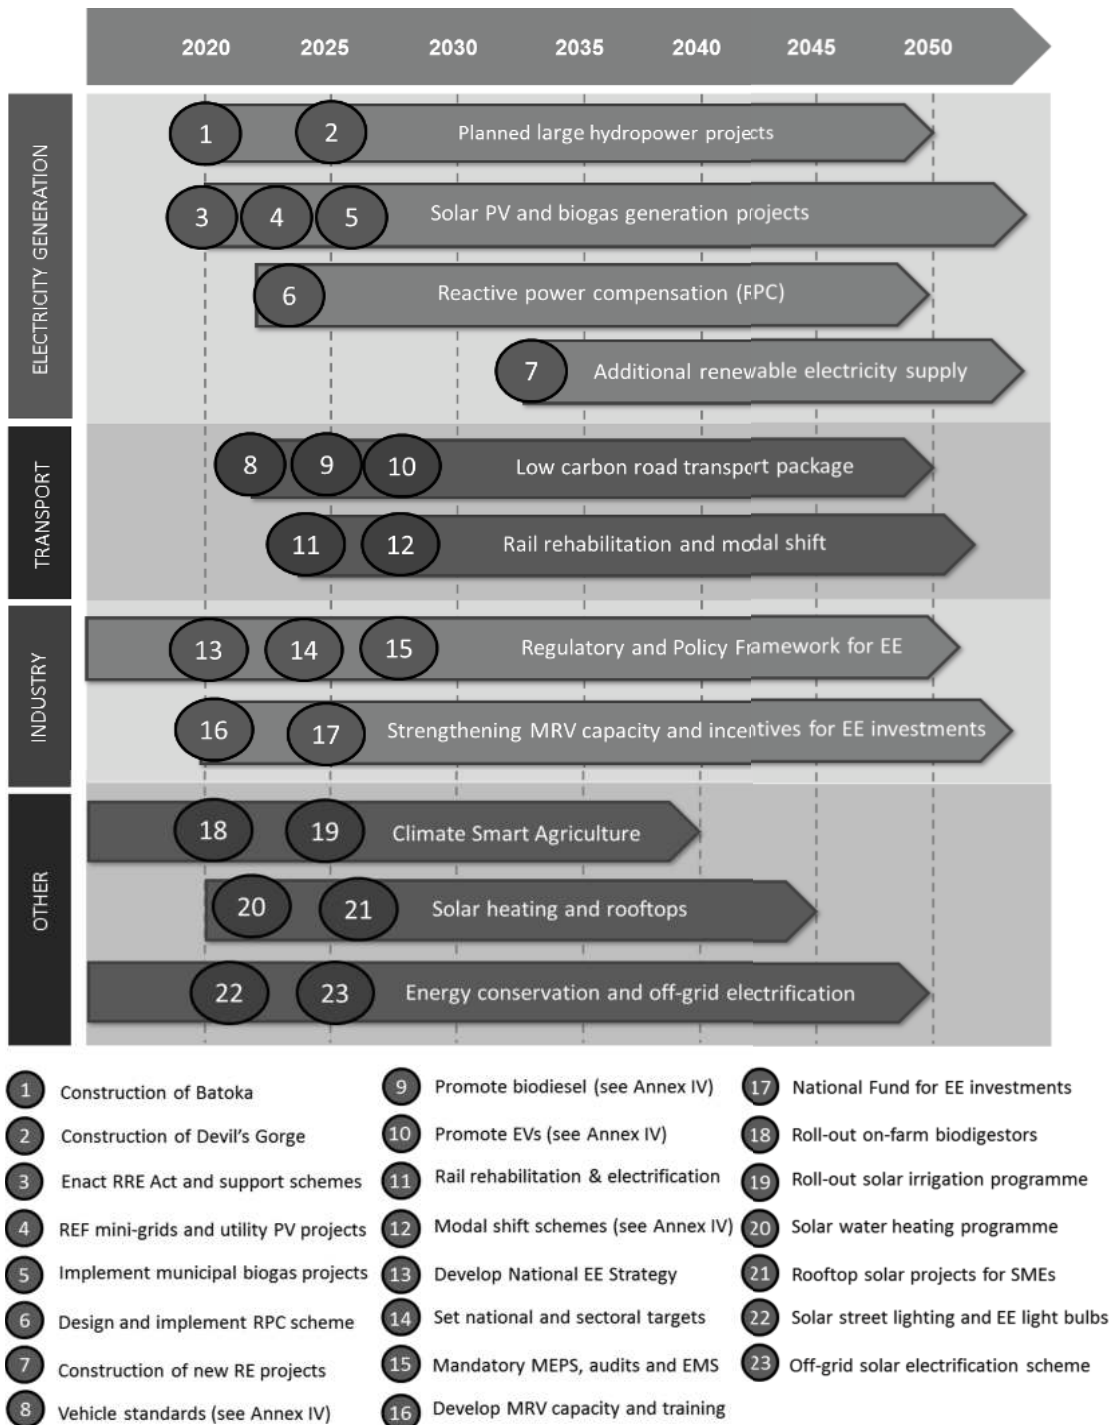 2020 2025 2030 2035 2040 2045 2050
ELECTRICITY GENERATION
1 2 Planned large hydropower projects
3 4 5 Solar PV and biogas generation projects
6 Reactive power compensation (RPC)
7 Additional renewable electricity supply
TRANSPORT
8 9 10 Low carbon road transport package
11 12 Rail rehabilitation and modal shift
INDUSTRY
13 14 15 Regulatory and Policy Framework for EE
16 17 Strengthening MRV capacity and incentives for EE investments
OTHER
18 19 Climate Smart Agriculture
20 21 Solar heating and rooftops
22 23 Energy conservation and off-grid electrification
1 Construction of Batoka
2 Construction of Devil's Gorge
3 Enact RRE Act and support schemes
4 REF mini-grids and utility PV projects
5 Implement municipal biogas projects
6 Design and implement RPC scheme
7 Construction of new RE projects
8 Vehicle standards (see Annex IV)
9 Promote biodiesel (see Annex IV)
10 Promote EVs (see Annex IV)
11 Rail rehabilitation & electrification
12 Modal shift schemes (see Annex IV)
13 Develop National EE Strategy
14 Set national and sectoral targets
15 Mandatory MEPS, audits and EMS
16 Develop MRV capacity and training
17 National Fund for EE investments
18 Roll-out on-farm biodigestors
19 Roll-out solar irrigation programme
20 Solar water heating programme
21 Rooftop solar projects for SMEs
22 Solar street lighting and EE light bulbs
23 Off-grid solar electrification scheme